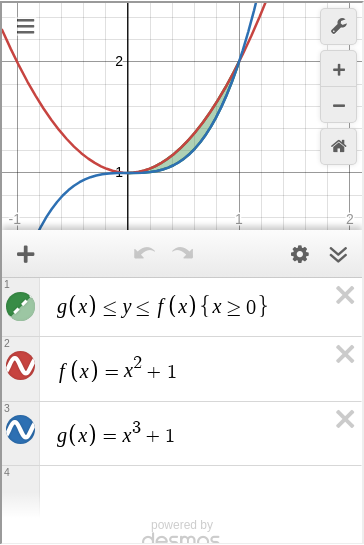 2
1
-1
1
2
1
g(x) ≤ y ≤ f(x) {x ≥ 0}
2
f(x) = x² + 1
3
g(x) = x³ + 1
4
powered by
desmos